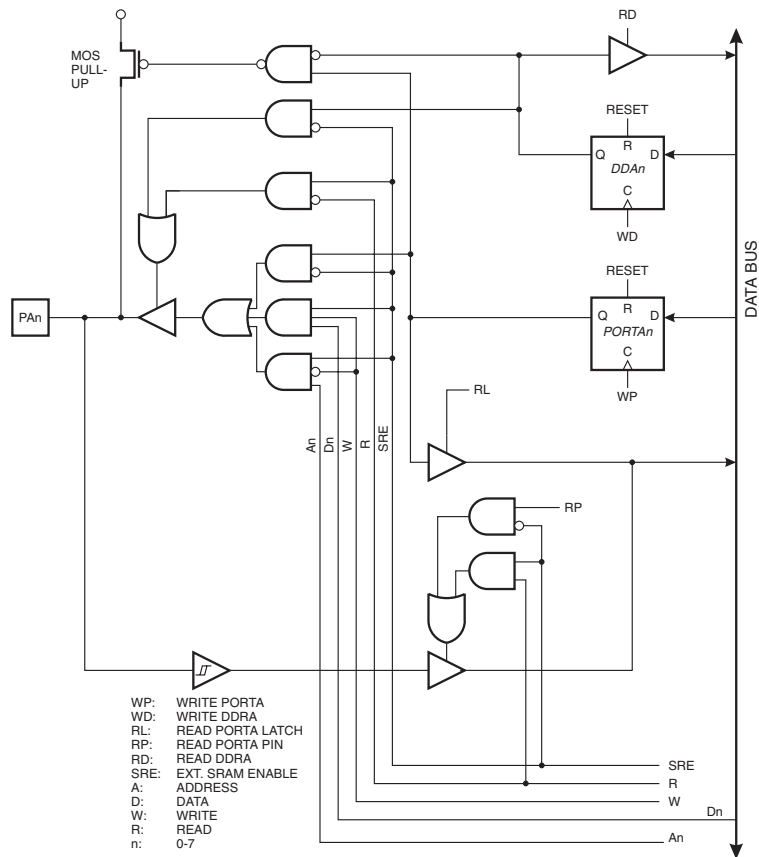 RD
MOS
PULL-
UP
RESET
R
Q
D
DDAn
C
WD
RESET
R
Q
D
PORTAn
C
WP
DATA BUS
PAn
RL
An
Dn
W
R
SRE
RP
WP: WRITE PORTA
WD: WRITE DDRA
RL: READ PORTA LATCH
RP: READ PORTA PIN
RD: READ DDRA
SRE: EXT. SRAM ENABLE
A: ADDRESS
D: DATA
W: WRITE
R: READ
n: 0-7
SRE
R
W
Dn
An